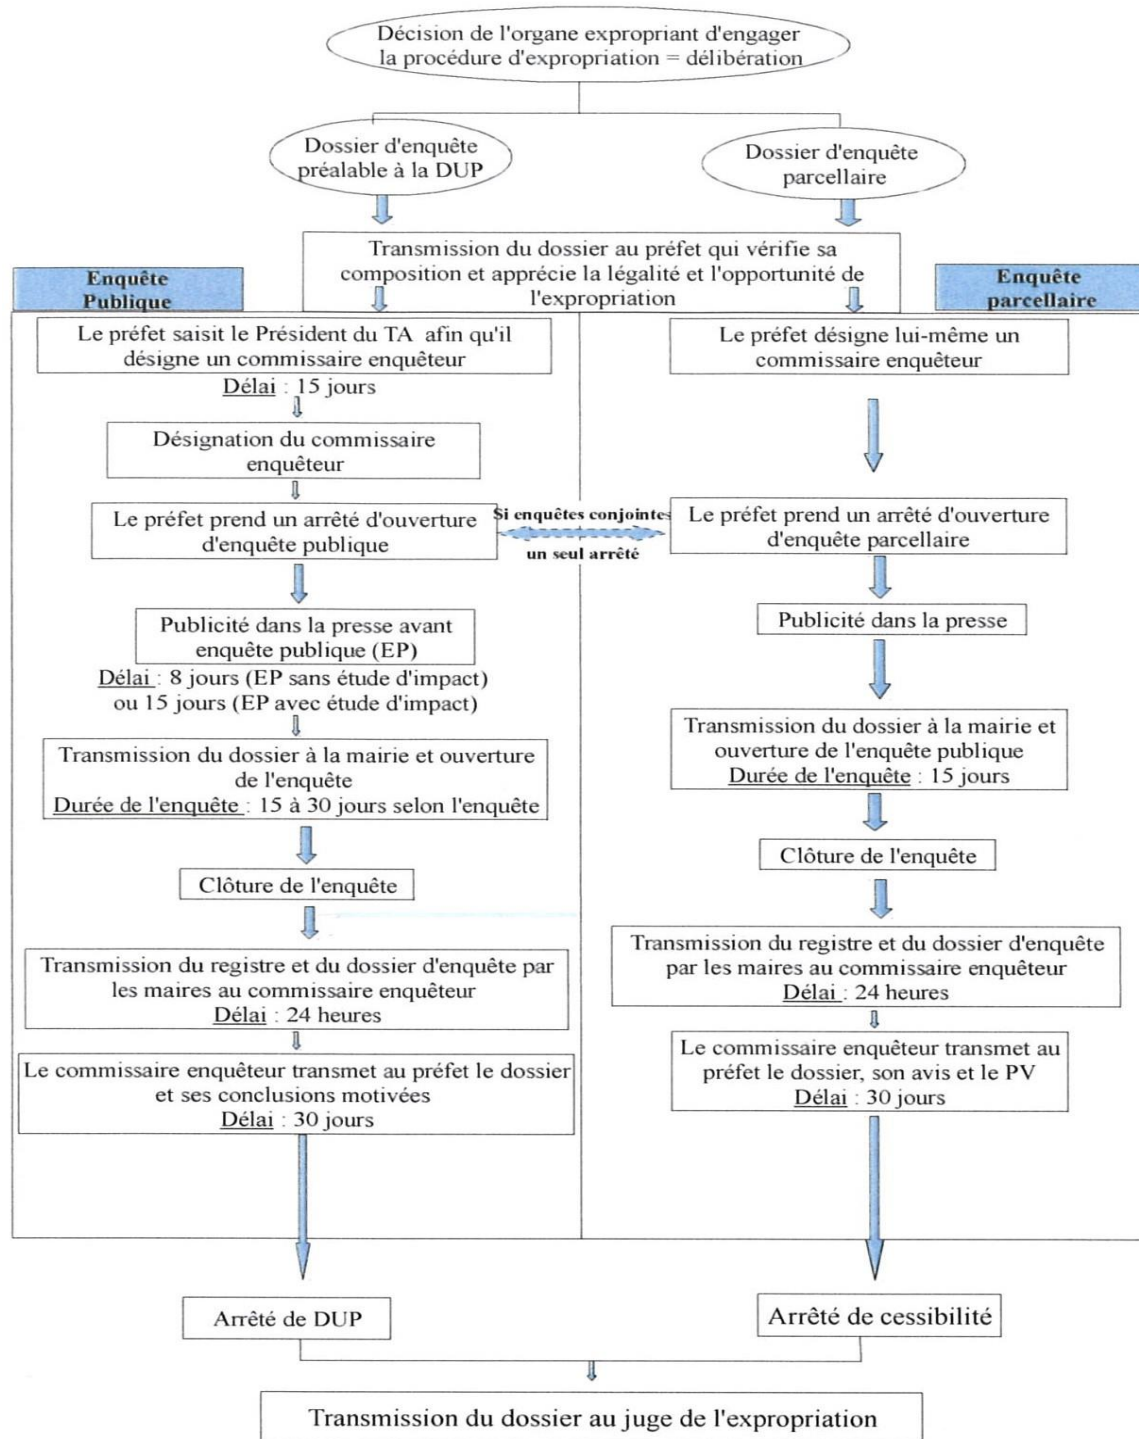 Décision de l'organe expropriant d'engager
la procédure d'expropriation = délibération
Dossier d'enquête
préalable à la DUP
Dossier d'enquête
parcellaire
Transmission du dossier au préfet qui vérifie sa
composition et apprécie la légalité et l'opportunité de
l'expropriation
Enquête
Publique
Enquête
parcellaire
Le préfet saisit le Président du TA afin qu'il
désigne un commissaire enquêteur
Délai : 15 jours
Désignation du commissaire
enquêteur
Le préfet prend un arrêté d'ouverture
d'enquête publique
Publicité dans la presse avant
enquête publique (EP)
Délai : 8 jours (EP sans étude d'impact)
ou 15 jours (EP avec étude d'impact)
Transmission du dossier à la mairie et ouverture
de l'enquête
Durée de l'enquête : 15 à 30 jours selon l'enquête
Clôture de l'enquête
Transmission du registre et du dossier d'enquête par
les maires au commissaire enquêteur
Délai : 24 heures
Le commissaire enquêteur transmet au préfet le dossier
et ses conclusions motivées
Délai : 30 jours
Si enquêtes conjointes
un seul arrêté
Le préfet désigne lui-même un
commissaire enquêteur
Le préfet prend un arrêté d'ouverture
d'enquête parcellaire
Publicité dans la presse
Transmission du dossier à la mairie et
ouverture de l'enquête publique
Durée de l'enquête : 15 jours
Clôture de l'enquête
Transmission du registre et du dossier d'enquête
par les maires au commissaire enquêteur
Délai : 24 heures
Le commissaire enquêteur transmet au
préfet le dossier, son avis et le PV
Délai : 30 jours
Arrêté de DUP
Arrêté de cessibilité
Transmission du dossier au juge de l'expropriation